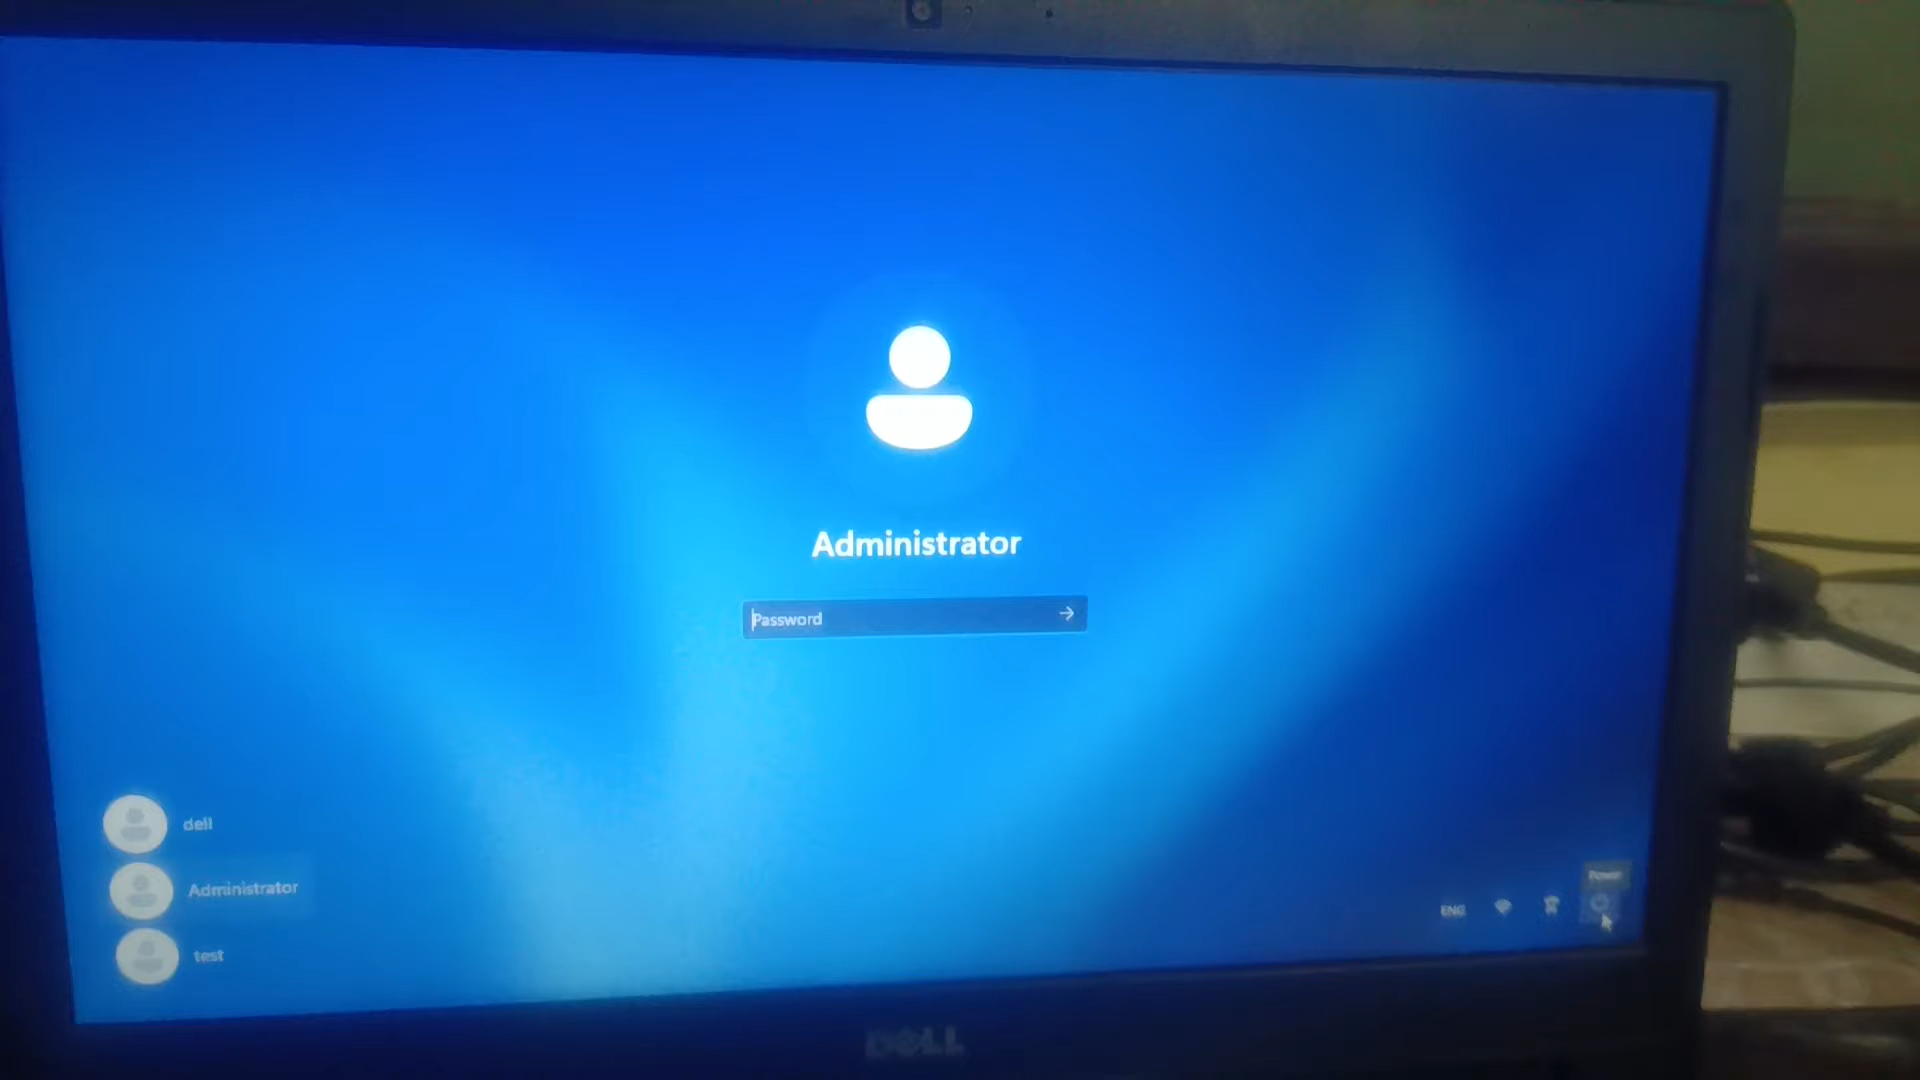 Administrator
Password
dell
Administrator
test
Power
ENG
DELL